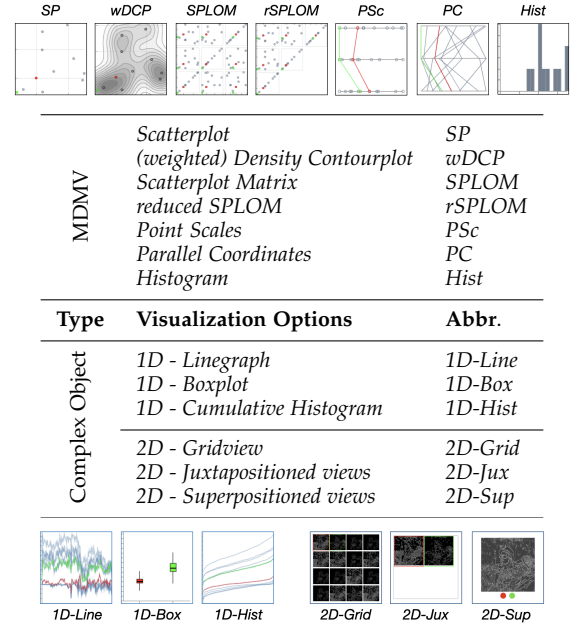 SP wDCP SPLOM rSPLOM PSc PC Hist
MDMV
Scatterplot SP
(weighted) Density Contourplot wDCP
Scatterplot Matrix SPLOM
reduced SPLOM rSPLOM
Point Scales PSc
Parallel Coordinates PC
Histogram Hist
Type Visualization Options Abbr.
Complex Object
1D - Linegraph 1D-Line
1D - Boxplot 1D-Box
1D - Cumulative Histogram 1D-Hist
2D - Gridview 2D-Grid
2D - Juxtapositioned views 2D-Jux
2D - Superpositioned views 2D-Sup
1D-Line 1D-Box 1D-Hist 2D-Grid 2D-Jux 2D-Sup